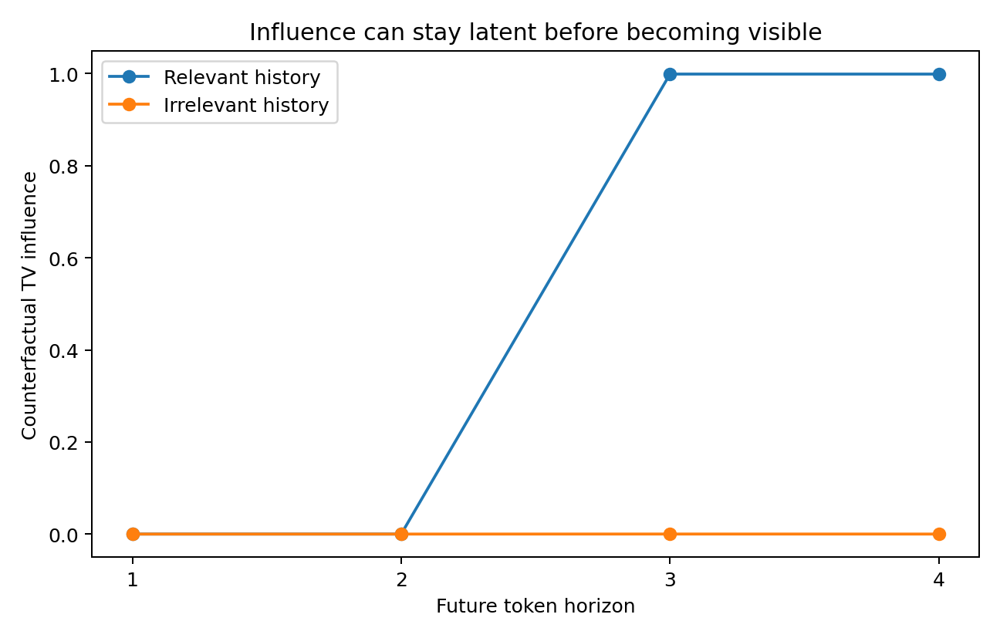 Influence can stay latent before becoming visible
Relevant history
Irrelevant history
Counterfactual TV influence
1.0
0.8
0.6
0.4
0.2
0.0
1 2 3 4
Future token horizon